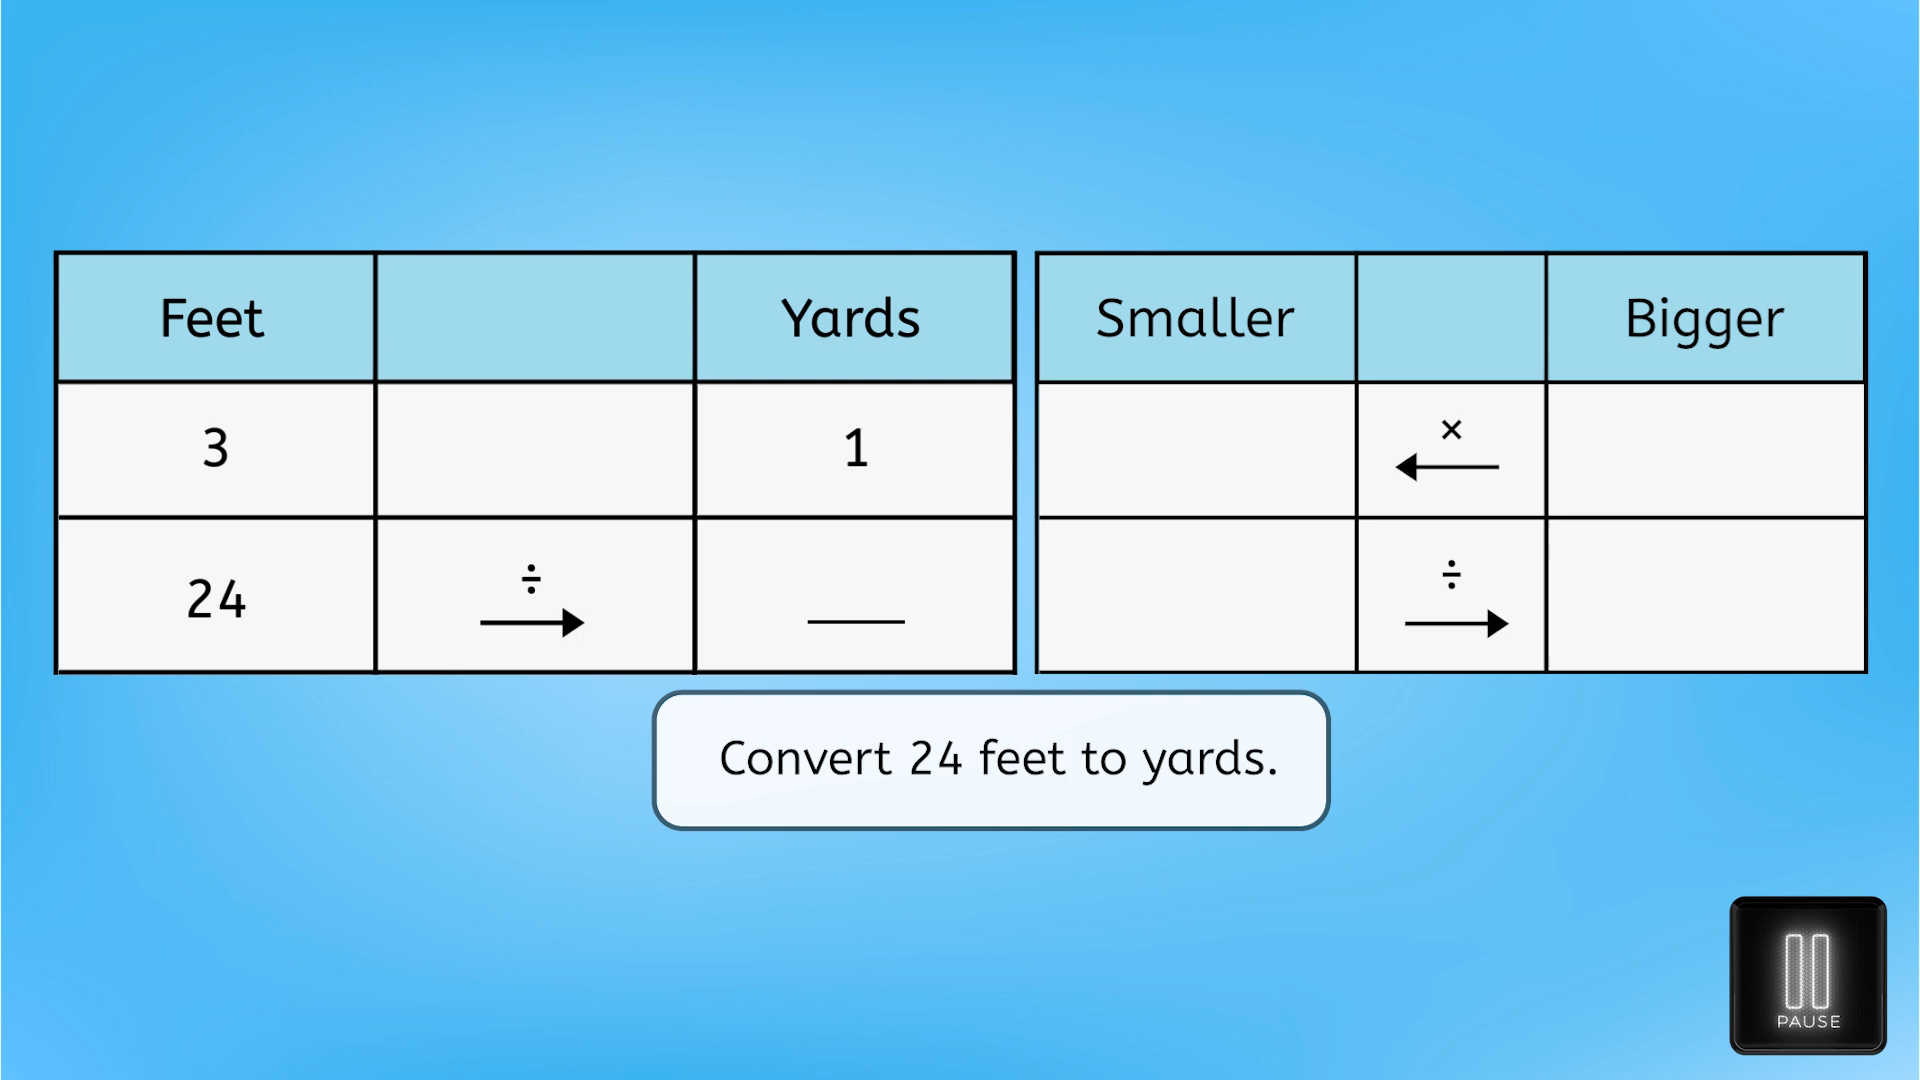 Feet Yards
3 1
24 ÷
Smaller Bigger
×
÷
Convert 24 feet to yards.
PAUSE